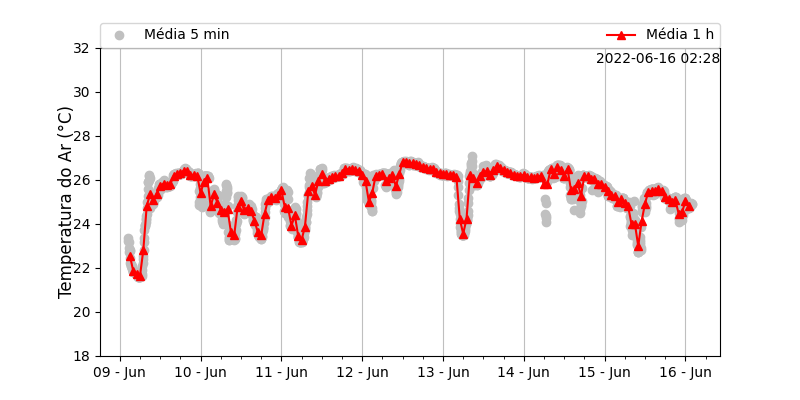 Média 5 min
Média 1 h
2022-06-16 02:28
Temperatura do Ar (°C)
32
30
28
26
24
22
20
18
09 - Jun
10 - Jun
11 - Jun
12 - Jun
13 - Jun
14 - Jun
15 - Jun
16 - Jun